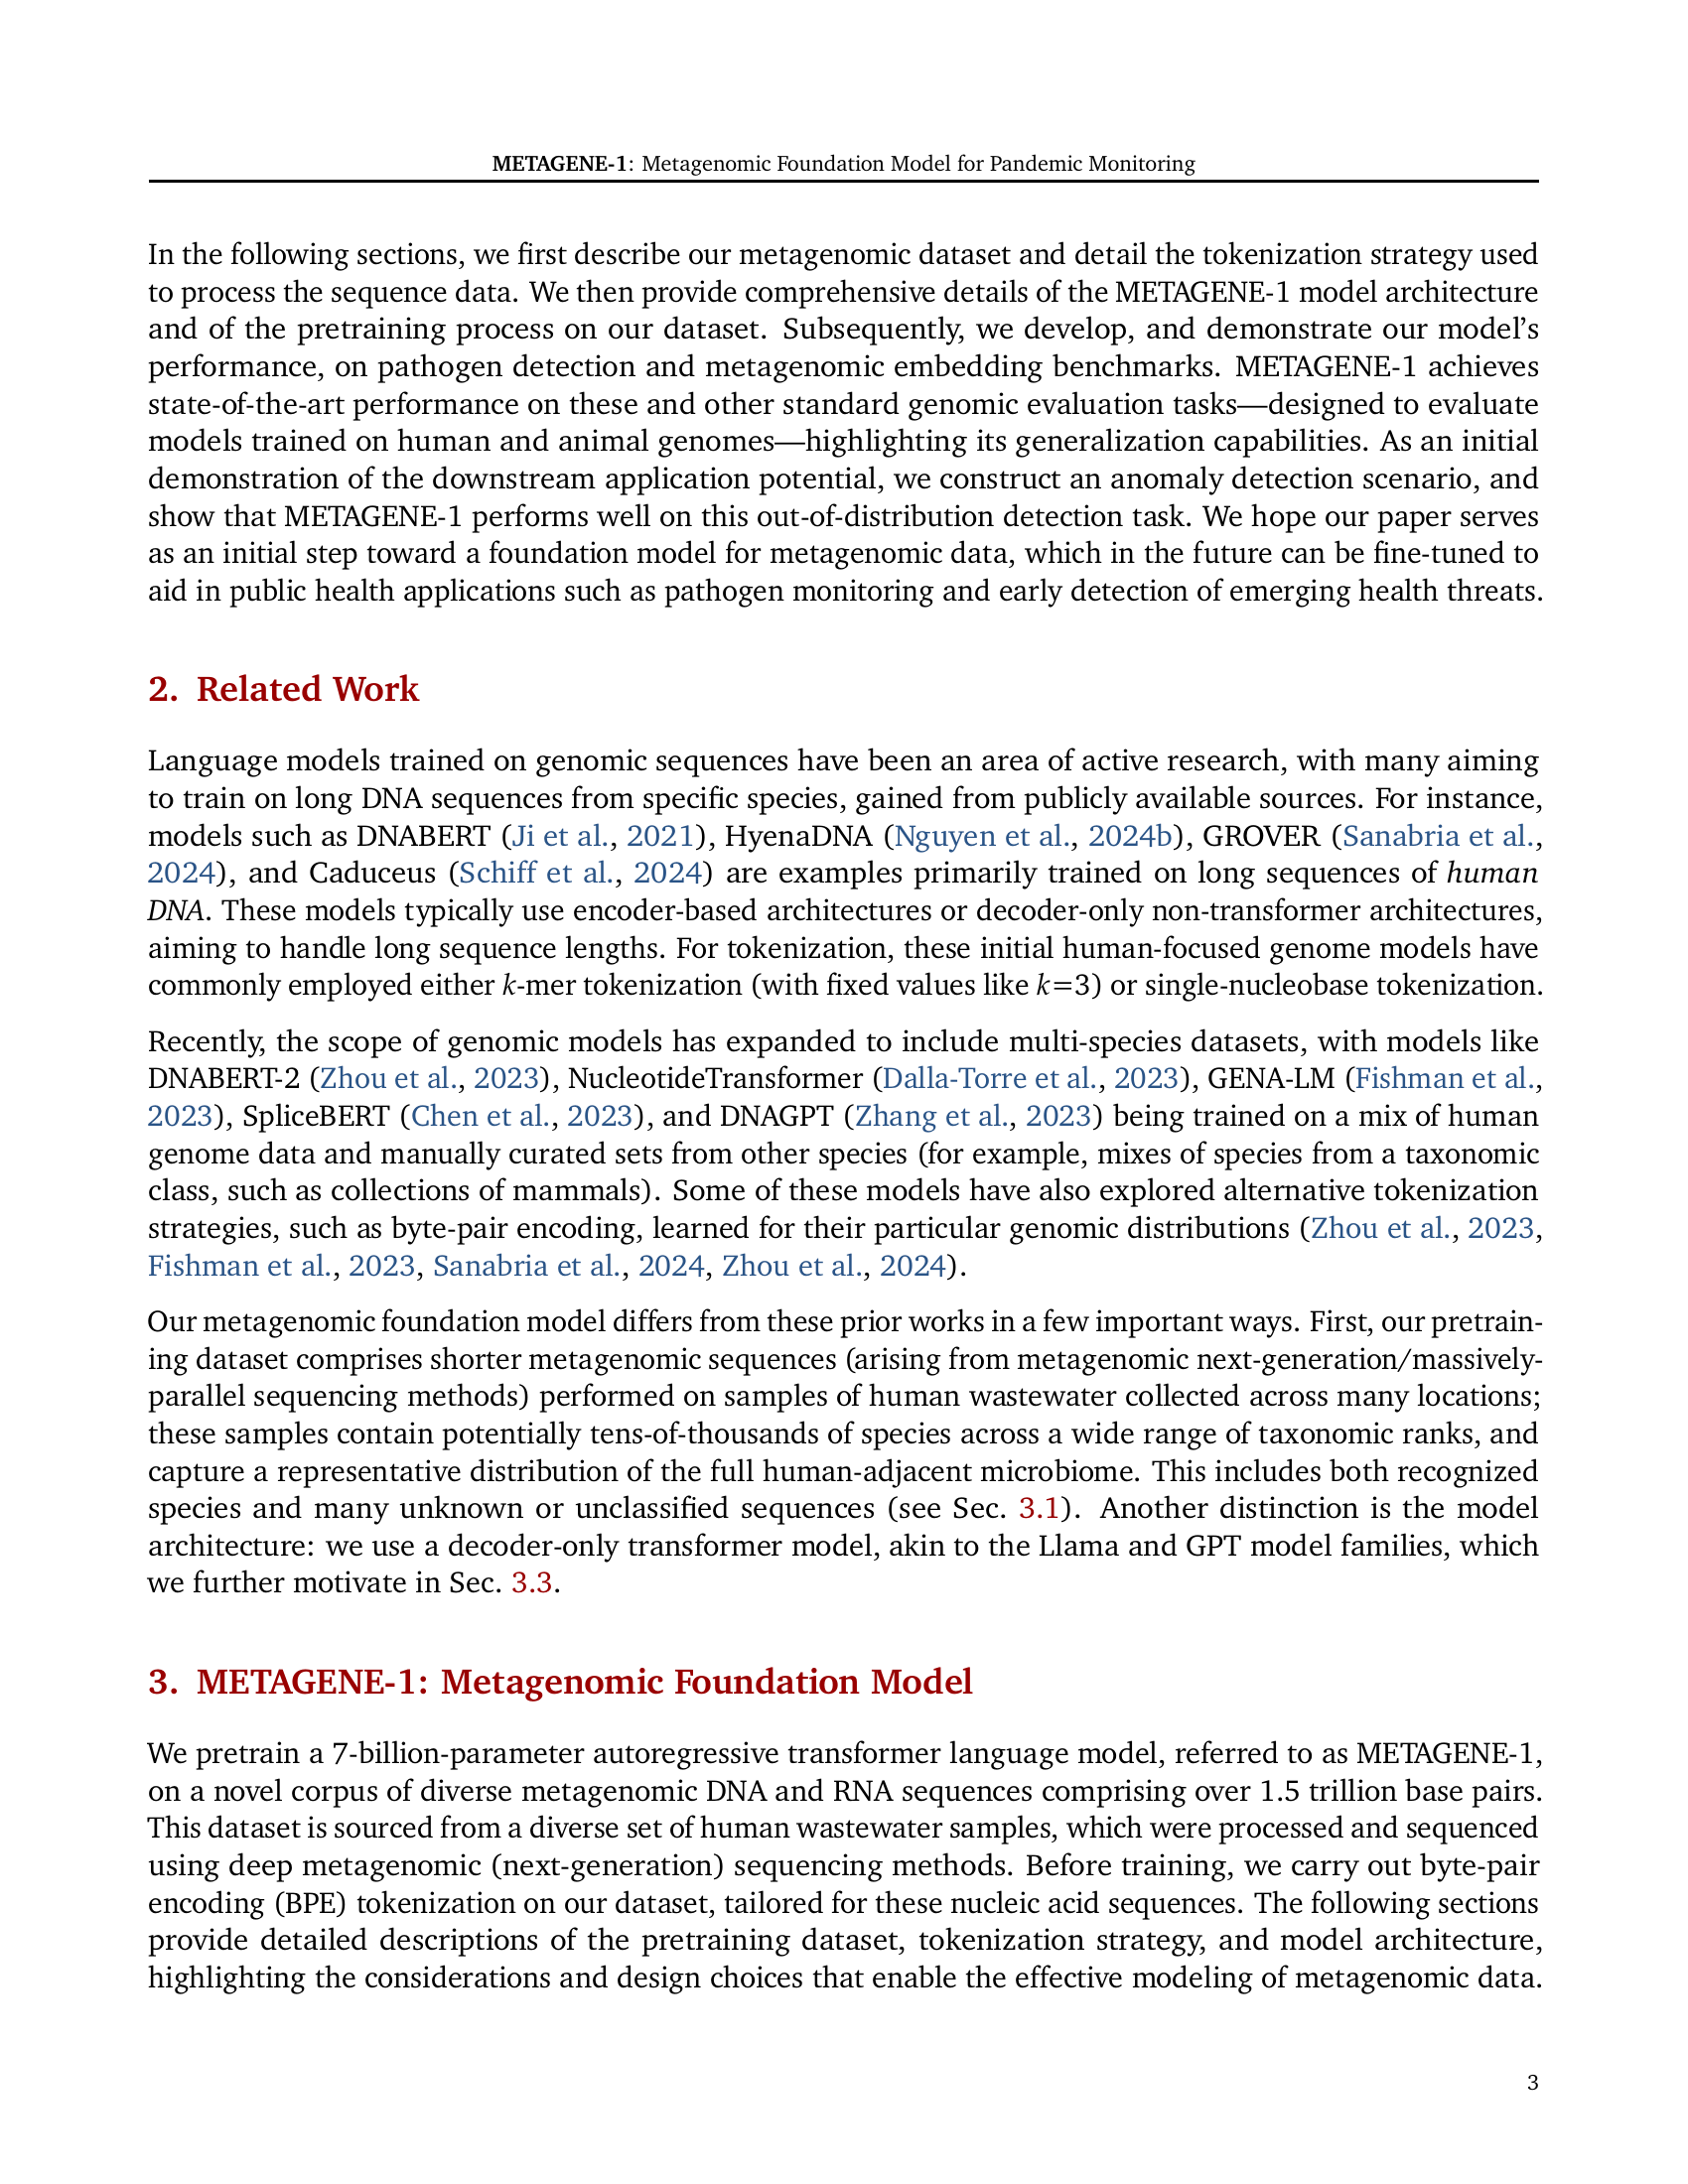 METAGENE-1: Metagenomic Foundation Model for Pandemic Monitoring
In the following sections, we first describe our metagenomic dataset and detail the tokenization strategy used
to process the sequence data. We then provide comprehensive details of the METAGENE-1 model architecture
and of the pretraining process on our dataset. Subsequently, we develop, and demonstrate our model’s
performance, on pathogen detection and metagenomic embedding benchmarks. METAGENE-1 achieves
state-of-the-art performance on these and other standard genomic evaluation tasks—designed to evaluate
models trained on human and animal genomes—highlighting its generalization capabilities. As an initial
demonstration of the downstream application potential, we construct an anomaly detection scenario, and
show that METAGENE-1 performs well on this out-of-distribution detection task. We hope our paper serves
as an initial step toward a foundation model for metagenomic data, which in the future can be fine-tuned to
aid in public health applications such as pathogen monitoring and early detection of emerging health threats.
2. Related Work
Language models trained on genomic sequences have been an area of active research, with many aiming
to train on long DNA sequences from specific species, gained from publicly available sources. For instance,
models such as DNABERT (Ji et al., 2021), HyenaDNA (Nguyen et al., 2024b), GROVER (Sanabria et al.,
2024), and Caduceus (Schiff et al., 2024) are examples primarily trained on long sequences of human
DNA. These models typically use encoder-based architectures or decoder-only non-transformer architectures,
aiming to handle long sequence lengths. For tokenization, these initial human-focused genome models have
commonly employed either k-mer tokenization (with fixed values like k=3) or single-nucleobase tokenization.
Recently, the scope of genomic models has expanded to include multi-species datasets, with models like
DNABERT-2 (Zhou et al., 2023), NucleotideTransformer (Dalla-Torre et al., 2023), GENA-LM (Fishman et al.,
2023), SpliceBERT (Chen et al., 2023), and DNAGPT (Zhang et al., 2023) being trained on a mix of human
genome data and manually curated sets from other species (for example, mixes of species from a taxonomic
class, such as collections of mammals). Some of these models have also explored alternative tokenization
strategies, such as byte-pair encoding, learned for their particular genomic distributions (Zhou et al., 2023,
Fishman et al., 2023, Sanabria et al., 2024, Zhou et al., 2024).
Our metagenomic foundation model differs from these prior works in a few important ways. First, our pretrain-
ing dataset comprises shorter metagenomic sequences (arising from metagenomic next-generation/massively-
parallel sequencing methods) performed on samples of human wastewater collected across many locations;
these samples contain potentially tens-of-thousands of species across a wide range of taxonomic ranks, and
capture a representative distribution of the full human-adjacent microbiome. This includes both recognized
species and many unknown or unclassified sequences (see Sec. 3.1). Another distinction is the model
architecture: we use a decoder-only transformer model, akin to the Llama and GPT model families, which
we further motivate in Sec. 3.3.
3. METAGENE-1: Metagenomic Foundation Model
We pretrain a 7-billion-parameter autoregressive transformer language model, referred to as METAGENE-1,
on a novel corpus of diverse metagenomic DNA and RNA sequences comprising over 1.5 trillion base pairs.
This dataset is sourced from a diverse set of human wastewater samples, which were processed and sequenced
using deep metagenomic (next-generation) sequencing methods. Before training, we carry out byte-pair
encoding (BPE) tokenization on our dataset, tailored for these nucleic acid sequences. The following sections
provide detailed descriptions of the pretraining dataset, tokenization strategy, and model architecture,
highlighting the considerations and design choices that enable the effective modeling of metagenomic data.
3